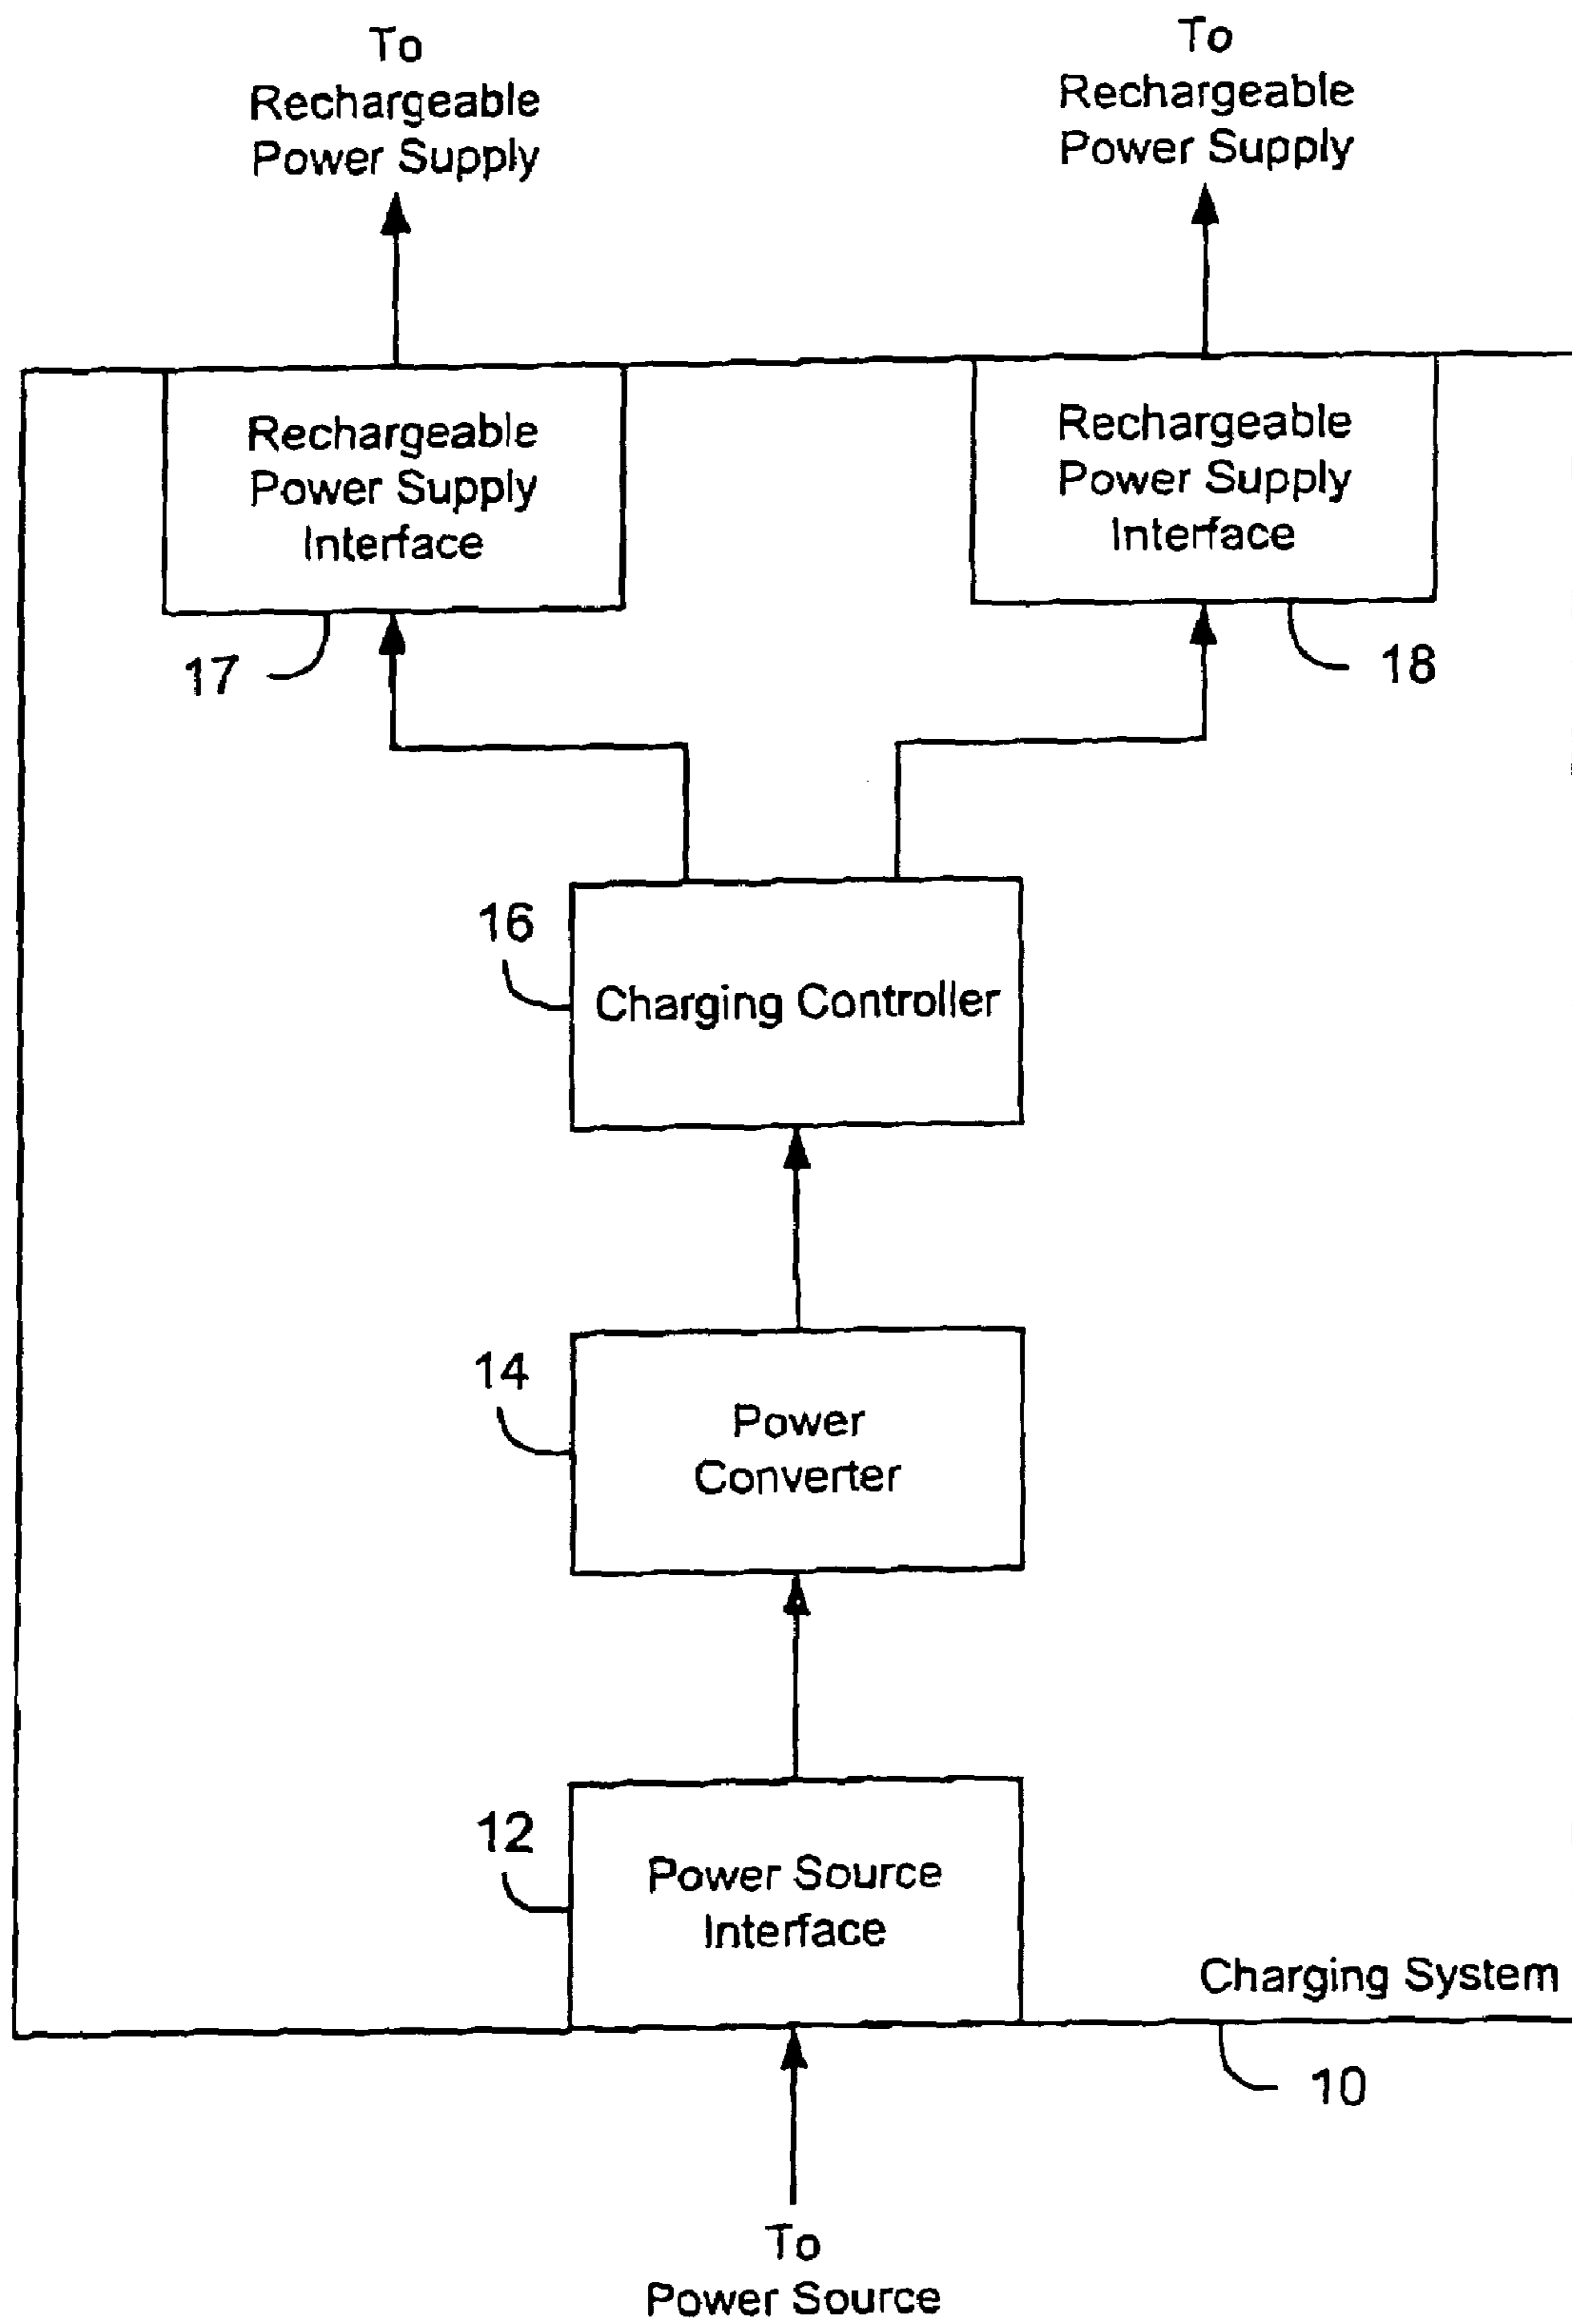 To
Rechargeable
Power Supply
To
Rechargeable
Power Supply
Rechargeable
Power Supply
Interface
Rechargeable
Power Supply
Interface
17
18
16
Charging Controller
14
Power
Converter
12
Power Source
Interface
Charging System
10
To
Power Source